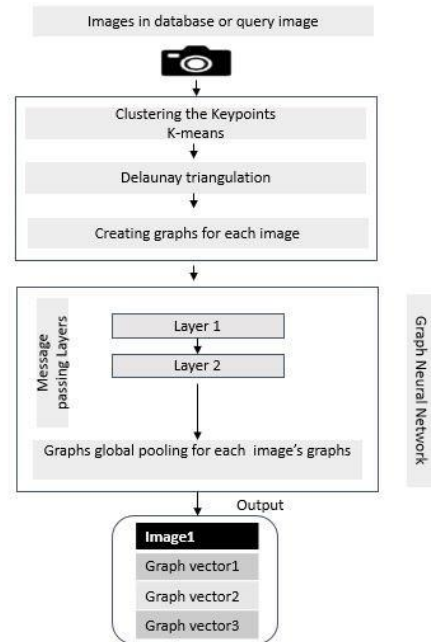 Images in database or query image
Clustering the Keypoints
K-means
Delaunay triangulation
Creating graphs for each image
Message
passing Layers
Layer 1
Layer 2
Graphs global pooling for each image's graphs
Graph Neural Network
Output
Image1
Graph vector1
Graph vector2
Graph vector3